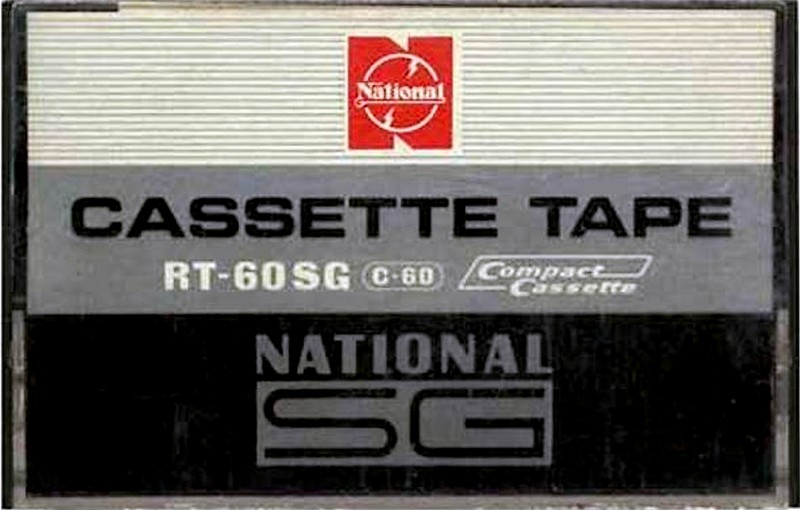 National
CASSETTE TAPE
RT-60SG C-60 Compact Cassette
NATIONAL
SG